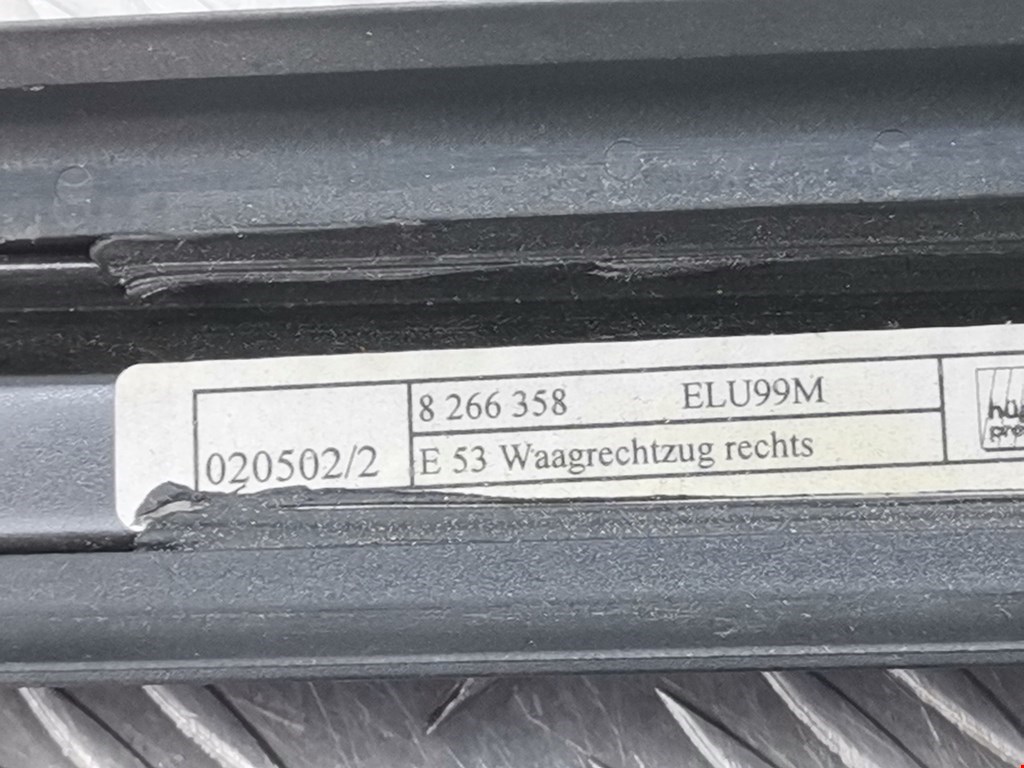 8 266 358 ELU99M
020502/2
E 53 Waagrechtzug rechts